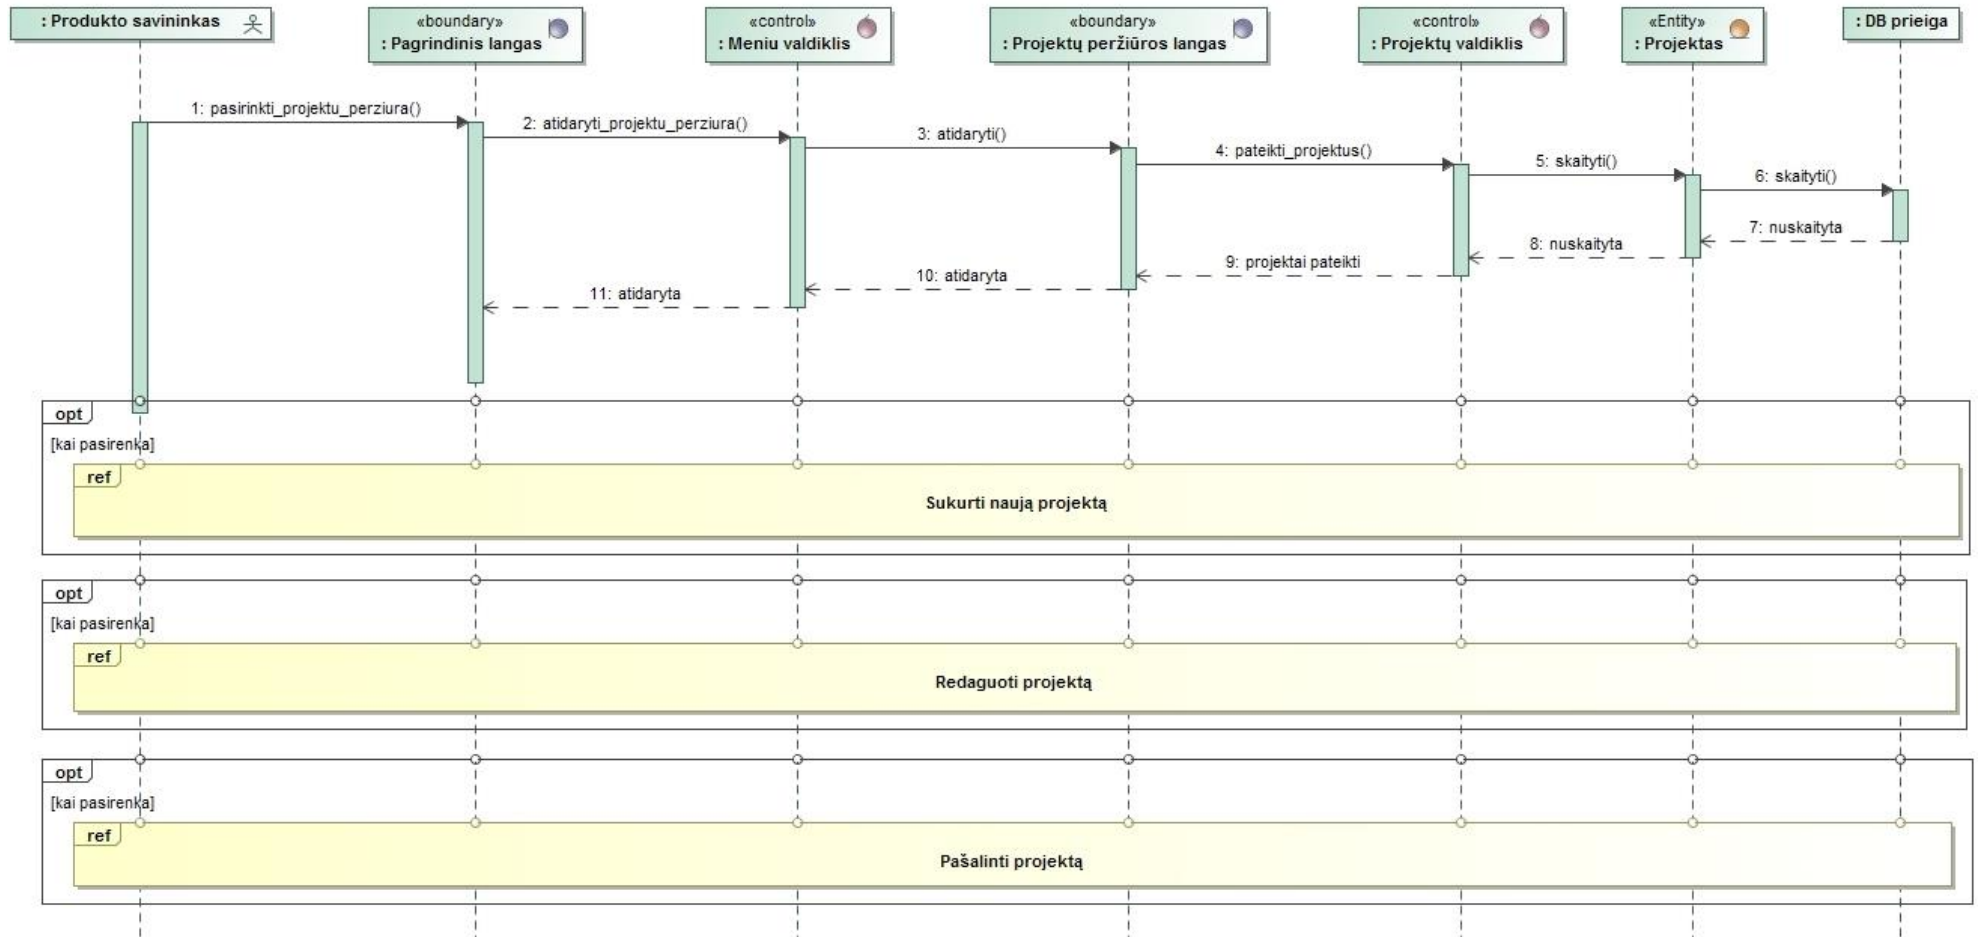 : Produkto savininkas
«boundary»
: Pagrindinis langas
«control»
: Meniu valdiklis
«boundary»
: Projektų peržiūros langas
«control»
: Projektų valdiklis
«Entity»
: Projektas
: DB prieiga
1: pasirinkti_projektu_perziura()
2: atidaryti_projektu_perziura()
3: atidaryti()
4: pateikti_projektus()
5: skaityti()
6: skaityti()
7: nuskaityta
8: nuskaityta
9: projektai pateikti
10: atidaryta
11: atidaryta
opt
[kai pasirenka]
ref
Sukurti naują projektą
opt
[kai pasirenka]
ref
Redaguoti projektą
opt
[kai pasirenka]
ref
Pašalinti projektą